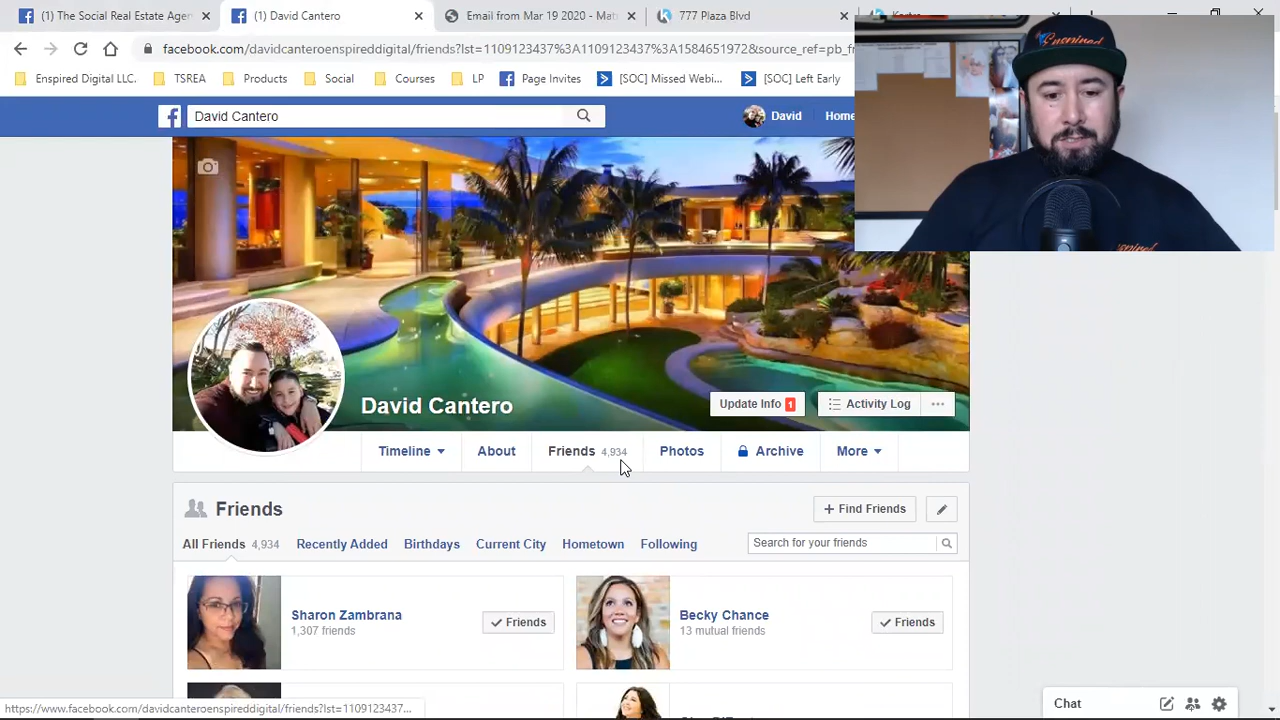 (1) The Social Real Estate Age
(1) David Cantero
Email from Mar 19 2020 - Mat
777 Plaza Blvd
facebook.com/davidcanteroenspireddigital/friends?lst=1109123437%3A1109123437%3A1584651972&source_ref=pb_fr
Enspired Digital LLC.
TSREA
Products
Social
Courses
LP
Page Invites
[SOC] Missed Webi...
[SOC] Left Early
David Cantero
David
Home
Enspired
David Cantero
Update Info 1
Activity Log
Timeline
About
Friends 4,934
Photos
Archive
More
Friends
+ Find Friends
All Friends 4,934
Recently Added
Birthdays
Current City
Hometown
Following
Search for your friends
Sharon Zambrana
1,307 friends
Friends
Becky Chance
13 mutual friends
Friends
https://www.facebook.com/davidcanteroenspireddigital/friends?lst=1109123437...
Chat